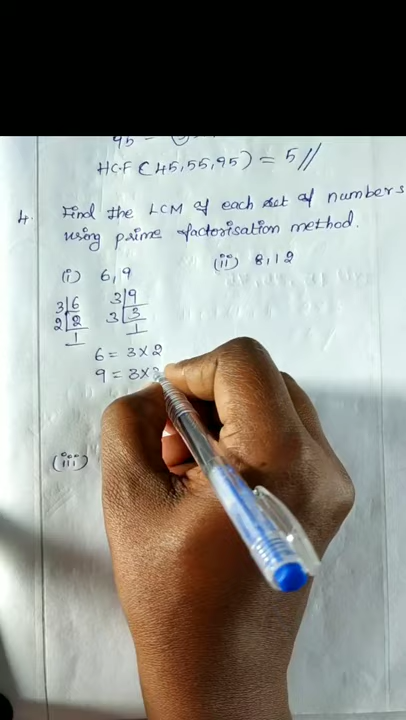 95 =
HCF (45,55,95) = 5//
4. Find the LCM of each set of numbers
using prime factorisation method.
(i) 6,9 (ii) 8,12
3|6 3|9
2|2 3|3
1 1
6 = 3×2
9 = 3×
(iii)